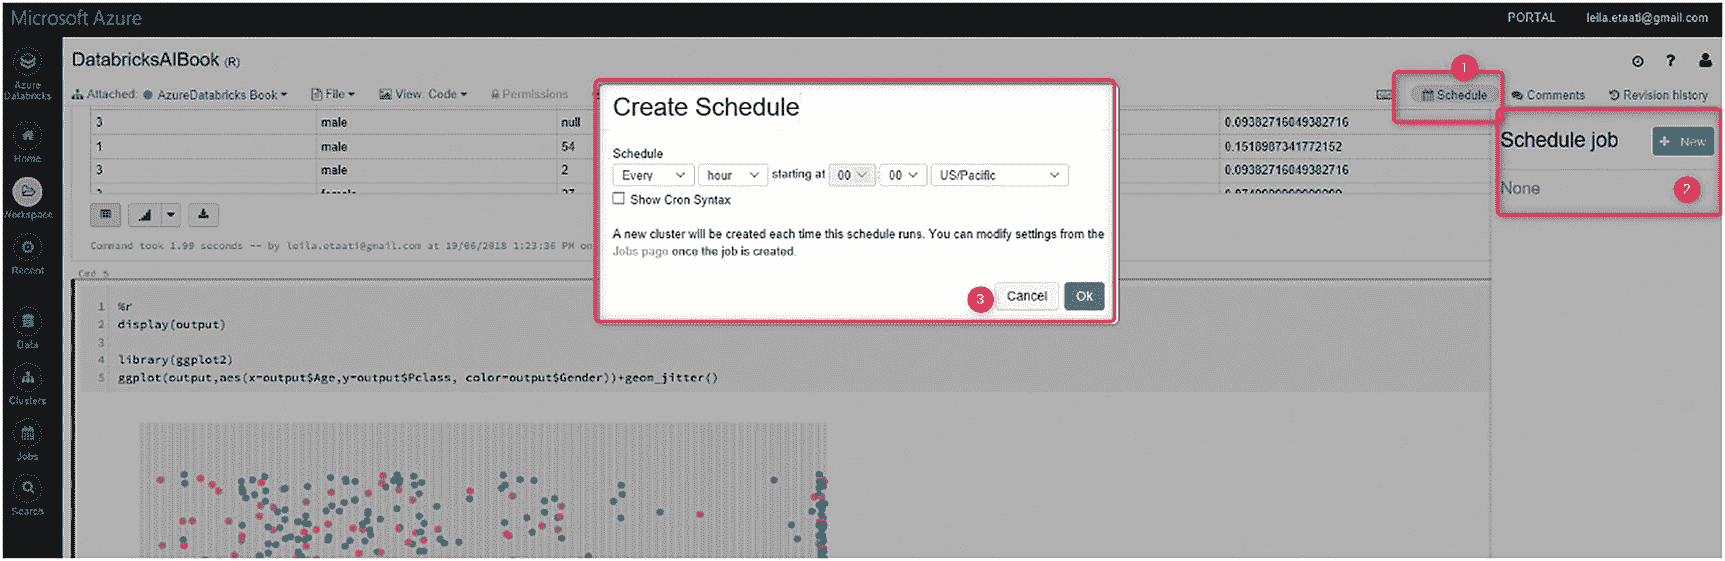 Microsoft Azure
PORTAL leila.etaati@gmail.com
Azure Databricks
Home
Workspace
Recent
Data
Clusters
Jobs
Search
DatabricksAIBook (R)
Attached: AzureDatabricks Book File View: Code Permissions
1
Schedule Comments Revision history
3 male null 0.09382716049382716
1 male 54 0.1518987341772152
3 male 2 0.09382716049382716
Command took 1.99 seconds -- by leila.etaati@gmail.com at 19/06/2018 1:23:36 PM on
Cmd 5
1 %r
2 display(output)
3
4 library(ggplot2)
5 ggplot(output,aes(x=output$Age,y=output$Pclass, color=output$Gender))+geom_jitter()
Create Schedule
Schedule
Every hour starting at 00 : 00 US/Pacific
Show Cron Syntax
A new cluster will be created each time this schedule runs. You can modify settings from the
Jobs page once the job is created.
3 Cancel Ok
Schedule job + New
None 2